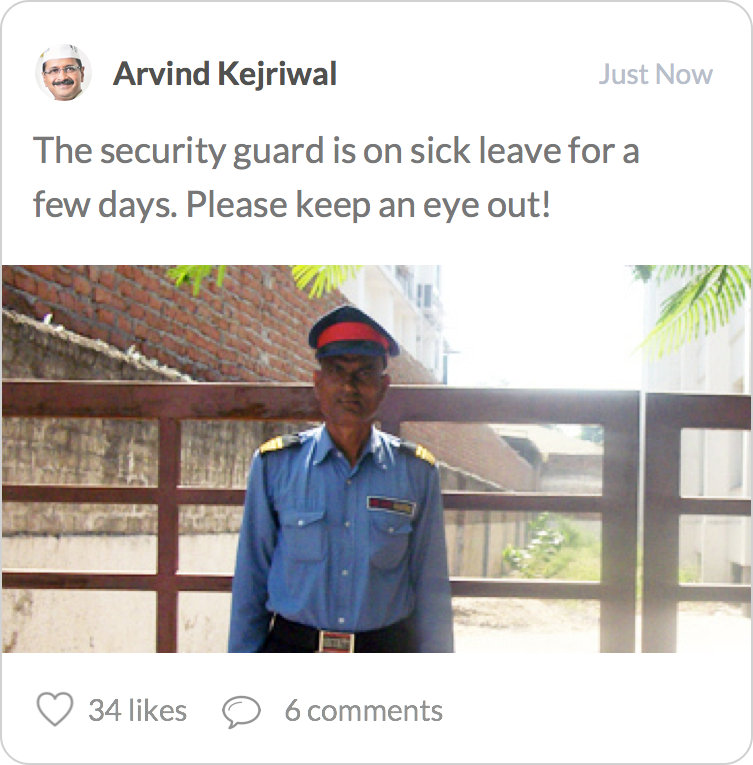 Arvind Kejriwal
Just Now
The security guard is on sick leave for a
few days. Please keep an eye out!
34 likes
6 comments